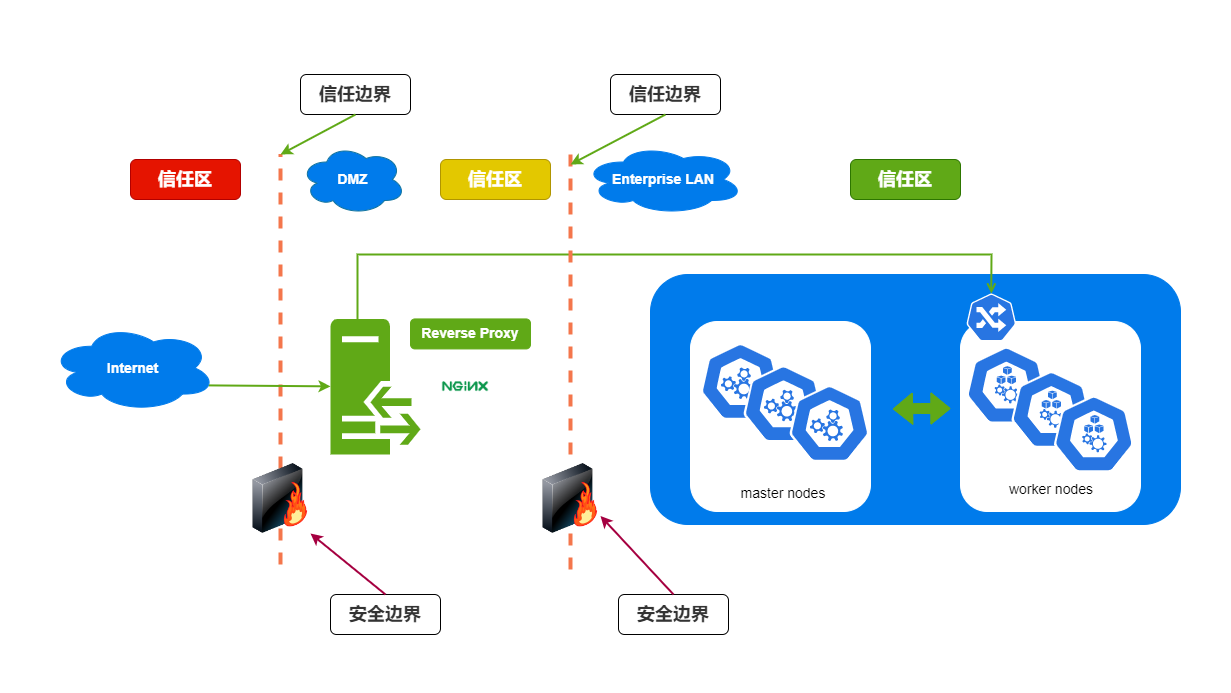 信任边界
信任边界
信任区
DMZ
信任区
Enterprise LAN
信任区
Reverse Proxy
Internet
NGINX
master nodes
worker nodes
安全边界
安全边界